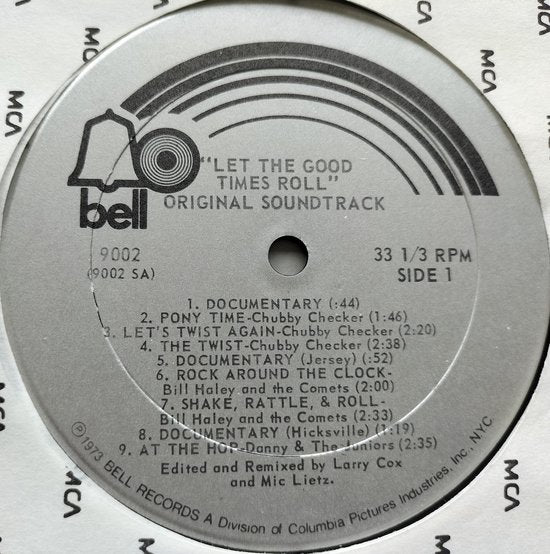 MCA
MCA
MCA
MCA
bell
"LET THE GOOD
TIMES ROLL"
ORIGINAL SOUNDTRACK
9002
(9002 SA)
33 1/3 RPM
SIDE 1
1. DOCUMENTARY (:44)
2. PONY TIME-Chubby Checker (1:46)
3. LET'S TWIST AGAIN-Chubby Checker (2:20)
4. THE TWIST-Chubby Checker (2:38)
5. DOCUMENTARY (Jersey) (:52)
6. ROCK AROUND THE CLOCK-
Bill Haley and the Comets (2:00)
7. SHAKE, RATTLE, & ROLL-
Bill Haley and the Comets (2:33)
8. DOCUMENTARY (Hicksville) (1:19)
9. AT THE HOP-Danny & The Juniors (2:35)
Edited and Remixed by Larry Cox
and Mic Lietz.
Ⓟ1973 BELL RECORDS A Division of Columbia Pictures Industries, Inc., NYC
MCA
MCA
MCA